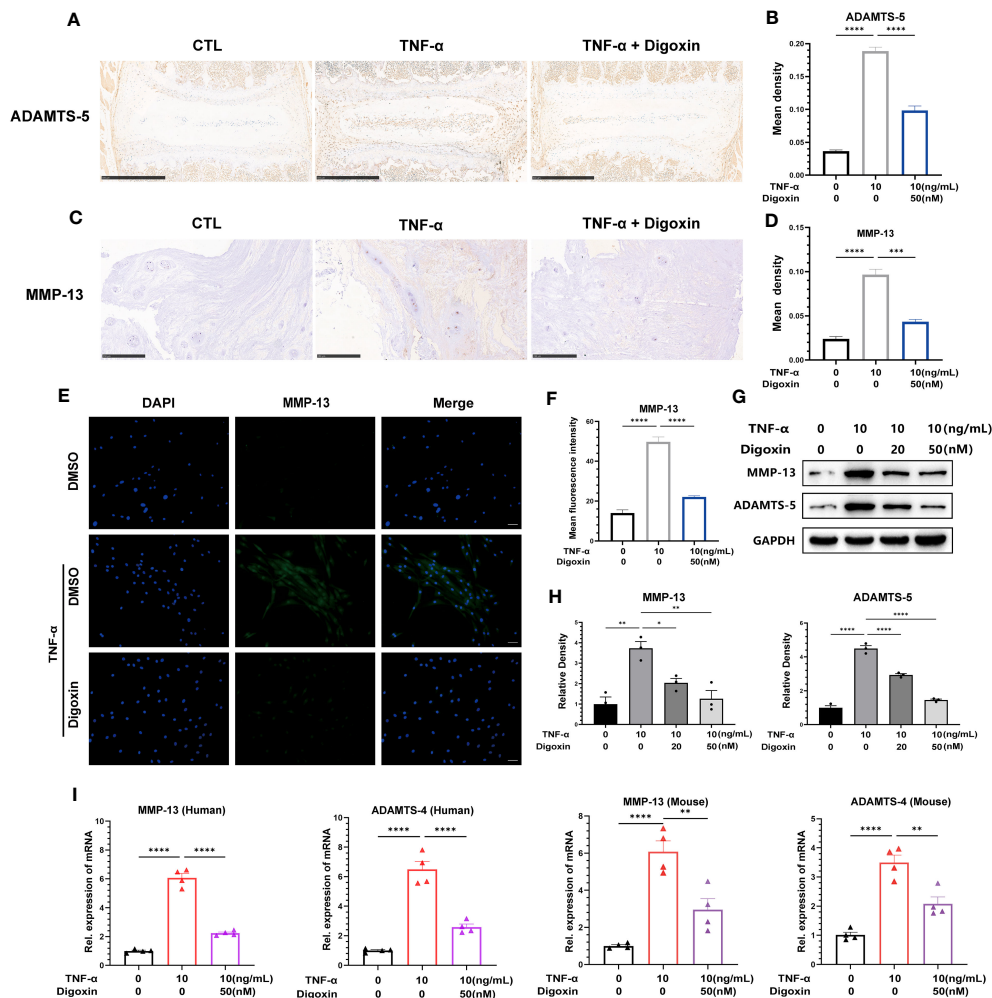 A
CTL
TNF-α
TNF-α + Digoxin
ADAMTS-5
B
ADAMTS-5
**** ****
Mean density
0.20
0.15
0.10
0.05
0.00
TNF-α 0 10 10(ng/mL)
Digoxin 0 0 50(nM)
C
CTL
TNF-α
TNF-α + Digoxin
MMP-13
D
MMP-13
**** ***
Mean density
0.15
0.10
0.05
0.00
TNF-α 0 10 10(ng/mL)
Digoxin 0 0 50(nM)
E
DAPI MMP-13 Merge
DMSO
TNF-α
DMSO
Digoxin
F
MMP-13
**** ****
Mean fluorescence intensity
60
40
20
0
TNF-α 0 10 10(ng/mL)
Digoxin 0 0 50(nM)
G
TNF-α 0 10 10 10(ng/mL)
Digoxin 0 0 20 50(nM)
MMP-13
ADAMTS-5
GAPDH
H
MMP-13
**
** *
Relative Density
5
4
3
2
1
0
TNF-α 0 10 10 10(ng/mL)
Digoxin 0 0 20 50(nM)
ADAMTS-5
****
**** ****
Relative Density
6
4
2
0
TNF-α 0 10 10 10(ng/mL)
Digoxin 0 0 20 50(nM)
I
MMP-13 (Human)
**** ****
Rel. expression of mRNA
10
8
6
4
2
0
TNF-α 0 10 10(ng/mL)
Digoxin 0 0 50(nM)
ADAMTS-4 (Human)
**** ****
Rel. expression of mRNA
10
8
6
4
2
0
TNF-α 0 10 10(ng/mL)
Digoxin 0 0 50(nM)
MMP-13 (Mouse)
**** **
Rel. expression of mRNA
8
6
4
2
0
TNF-α 0 10 10(ng/mL)
Digoxin 0 0 50(nM)
ADAMTS-4 (Mouse)
**** **
Rel. expression of mRNA
5
4
3
2
1
0
TNF-α 0 10 10(ng/mL)
Digoxin 0 0 50(nM)